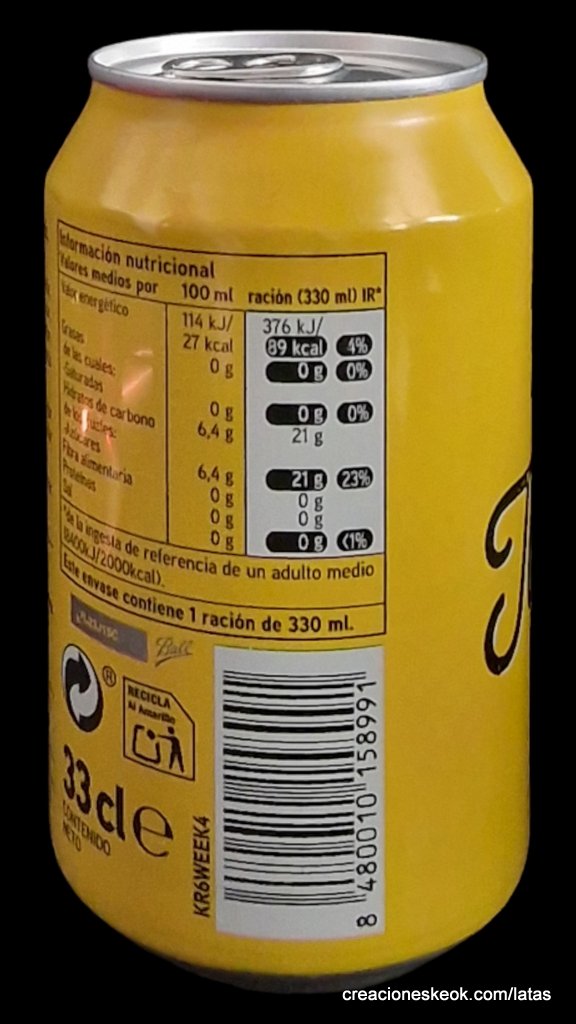 Información nutricional
Valores medios por 100 ml ración (330 ml) IR*
Valor energético 114 kJ/ 376 kJ/
27 kcal 89 kcal 4%
Grasas 0 g 0 g 0%
de las cuales:
-Saturadas 0 g 0 g 0%
Hidratos de carbono 6,4 g 21 g
de los cuales:
-Azúcares 6,4 g 21 g 23%
Fibra alimentaria 0 g 0 g
Proteínas 0 g 0 g
Sal 0 g 0 g <1%
*de la ingesta de referencia de un adulto medio
(8400kJ/2000kcal).
Este envase contiene 1 ración de 330 ml.
Ball
®
RECICLA
Al Amarillo
33 cl e
CONTENIDO
NETO
KR6WEEK4
8 480010 158991
creacioneskeok.com/latas